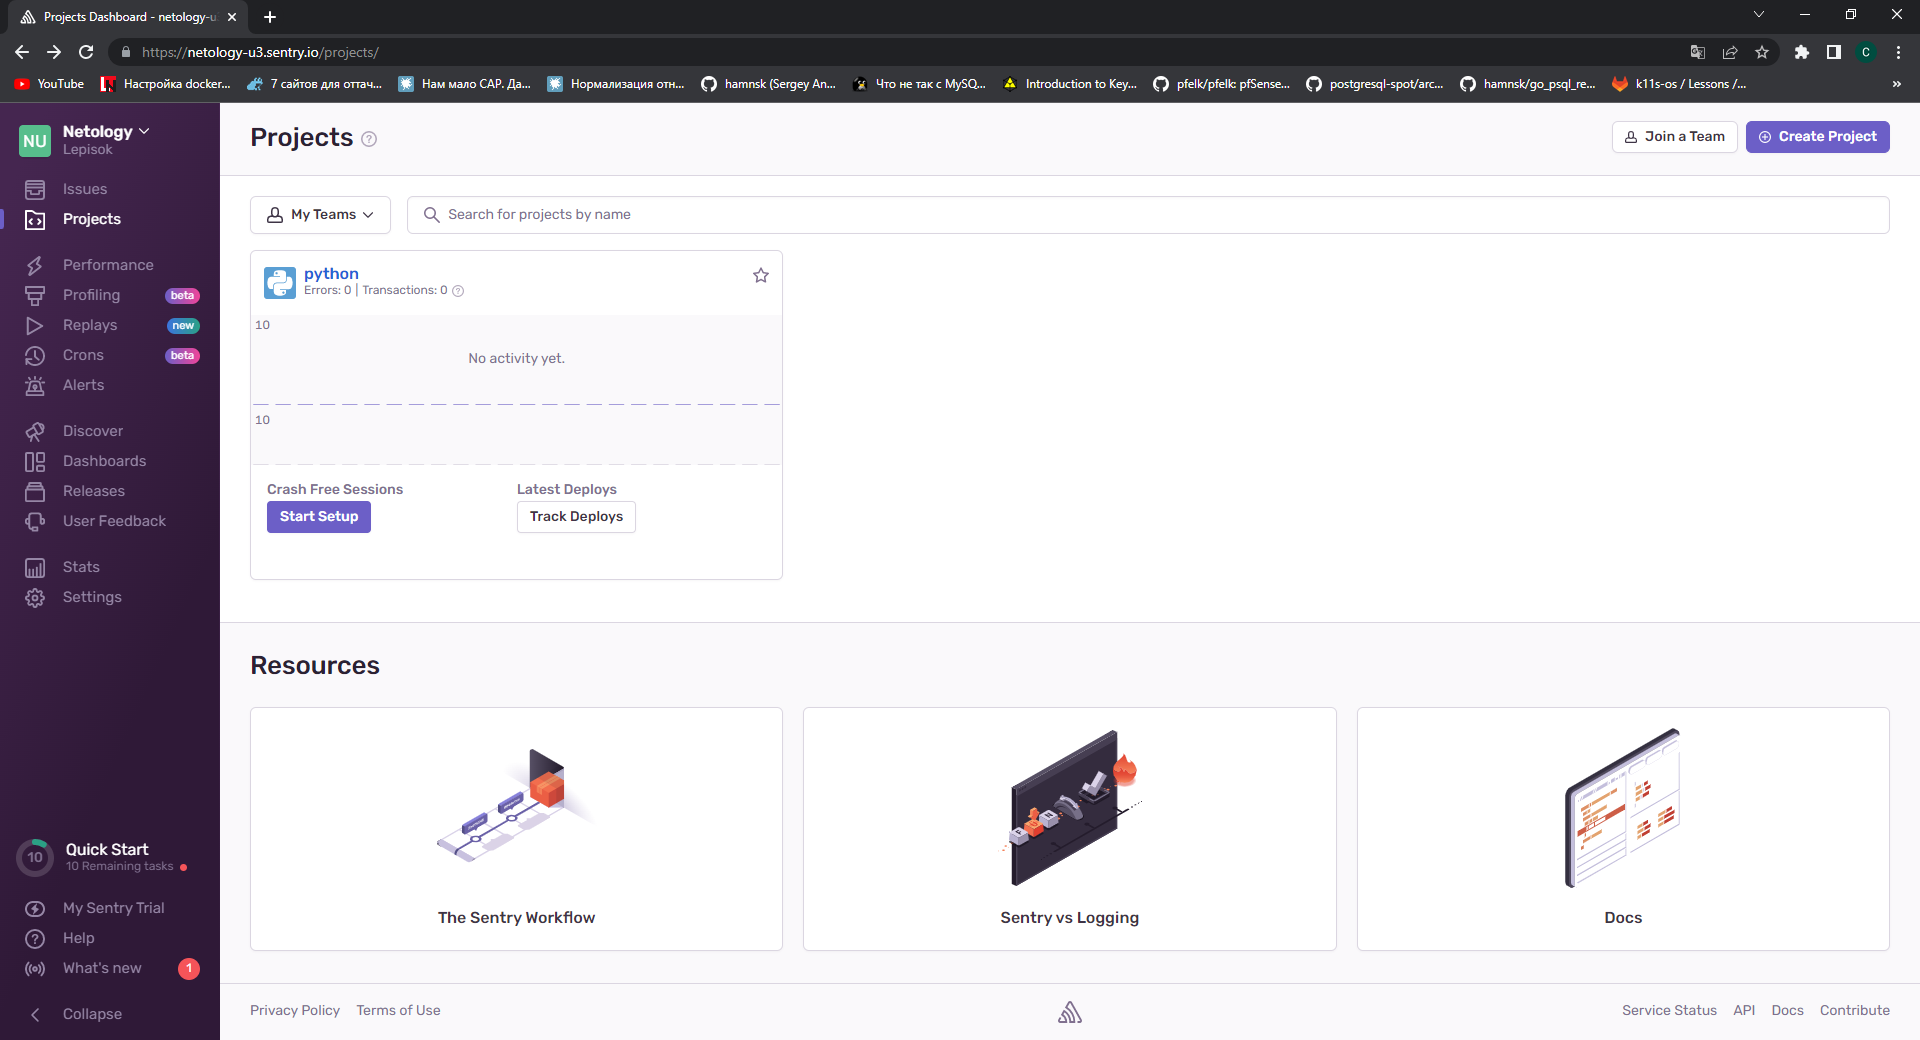 Projects Dashboard - netology-u
https://netology-u3.sentry.io/projects/
YouTube
Настройка docker...
7 сайтов для оттач...
Нам мало CAP. Да...
Нормализация отн...
hamnsk (Sergey An...
Что не так с MySQ...
Introduction to Key...
pfelk/pfelk: pfSense...
postgresql-spot/arc...
hamnsk/go_psql_re...
k11s-os / Lessons /...
»
C
NU
Netology
Lepisok
Issues
Projects
Performance
Profiling beta
Replays new
Crons beta
Alerts
Discover
Dashboards
Releases
User Feedback
Stats
Settings
10
Quick Start
10 Remaining tasks
My Sentry Trial
Help
What's new 1
Collapse
Projects
Join a Team
Create Project
My Teams
Search for projects by name
python
Errors: 0 | Transactions: 0
10
No activity yet.
10
Crash Free Sessions
Start Setup
Latest Deploys
Track Deploys
Resources
The Sentry Workflow
Sentry vs Logging
Docs
Privacy Policy
Terms of Use
Service Status
API
Docs
Contribute